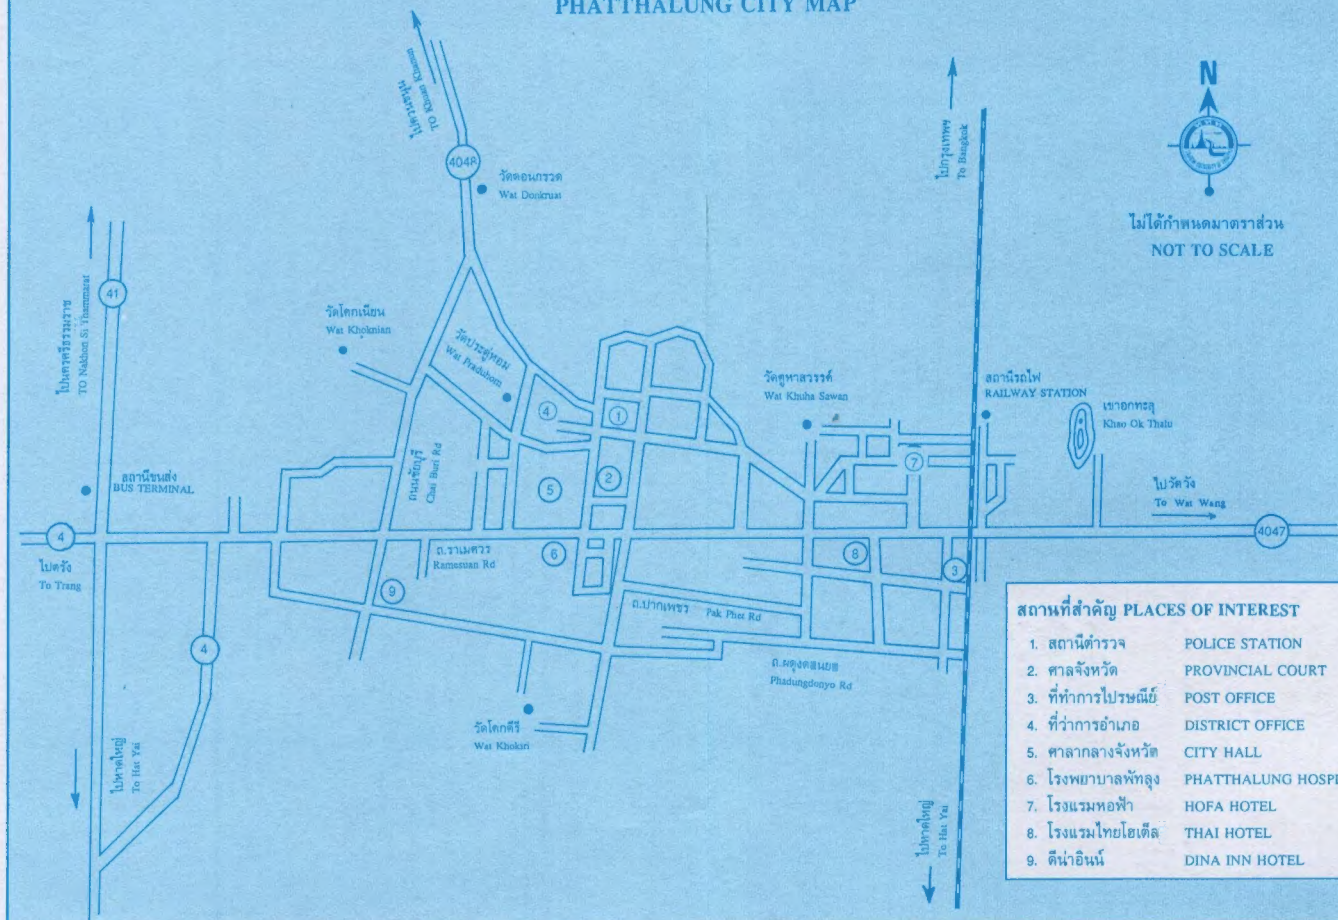 PHATTHALUNG CITY MAP
ไปควนขนุน
TO Khuan Khanun
4048
วัดดอนกรวด
Wat Donkruat
ไปกรุงเทพฯ
To Bangkok
N
ไม่ได้กำหนดมาตราส่วน
NOT TO SCALE
ไปนครศรีธรรมราช
TO Nakhon Si Thammarat
41
วัดโคกเนียน
Wat Khoknian
วัดประดู่หอม
Wat Praduhom
4
1
วัดคูหาสวรรค์
Wat Khuha Sawan
สถานีรถไฟ
RAILWAY STATION
เขาอกทะลุ
Khao Ok Thalu
ถนนชัยบุรี
Chai Buri Rd
7
สถานีขนส่ง
BUS TERMINAL
5
2
ไปวัดวัง
To Wat Wang
4
4047
ไปตรัง
To Trang
ถ.ราเมศวร
Ramesuan Rd
6
8
3
9
ถ.ปากเพชร Pak Phet Rd
4
ถ.ผดุงดอนยอ
Phadungdonyo Rd
วัดโคกคีรี
Wat Khokiri
ไปหาดใหญ่
To Hat Yai
ไปหาดใหญ่
To Hat Yai
สถานที่สำคัญ PLACES OF INTEREST
1. สถานีตำรวจ POLICE STATION
2. ศาลจังหวัด PROVINCIAL COURT
3. ที่ทำการไปรษณีย์ POST OFFICE
4. ที่ว่าการอำเภอ DISTRICT OFFICE
5. ศาลากลางจังหวัด CITY HALL
6. โรงพยาบาลพัทลุง PHATTHALUNG HOSPI
7. โรงแรมหอฟ้า HOFA HOTEL
8. โรงแรมไทยโฮเต็ล THAI HOTEL
9. ดีน่าอินน์ DINA INN HOTEL